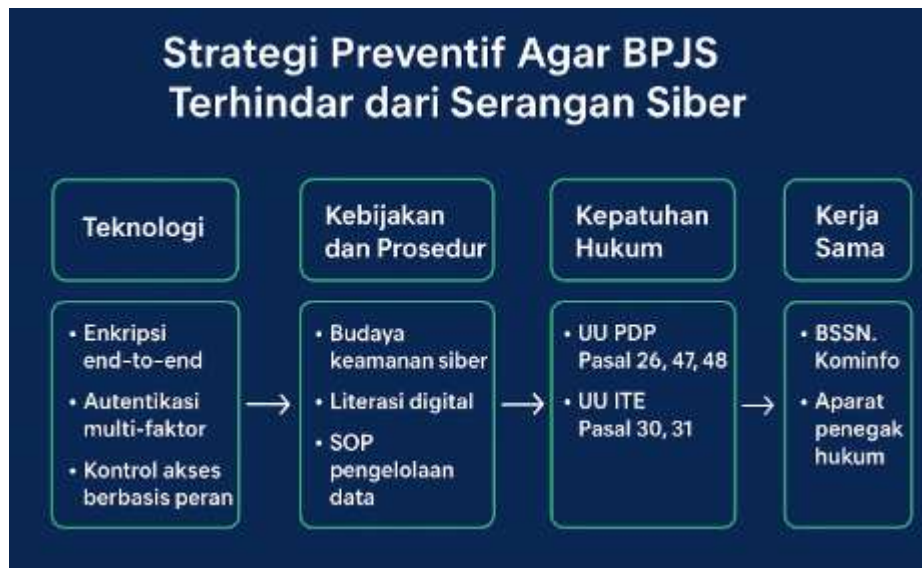 Strategi Preventif Agar BPJS
Terhindar dari Serangan Siber
Teknologi
• Enkripsi
end-to-end
• Autentikasi
multi-faktor
• Kontrol akses
berbasis peran
Kebijakan
dan Prosedur
• Budaya
keamanan siber
• Literasi digital
• SOP
pengelolaan
data
Kepatuhan
Hukum
• UU PDP
Pasal 26, 47, 48
• UU ITE
Pasal 30, 31
Kerja
Sama
• BSSN.
Kominfo
• Aparat
penegak
hukum